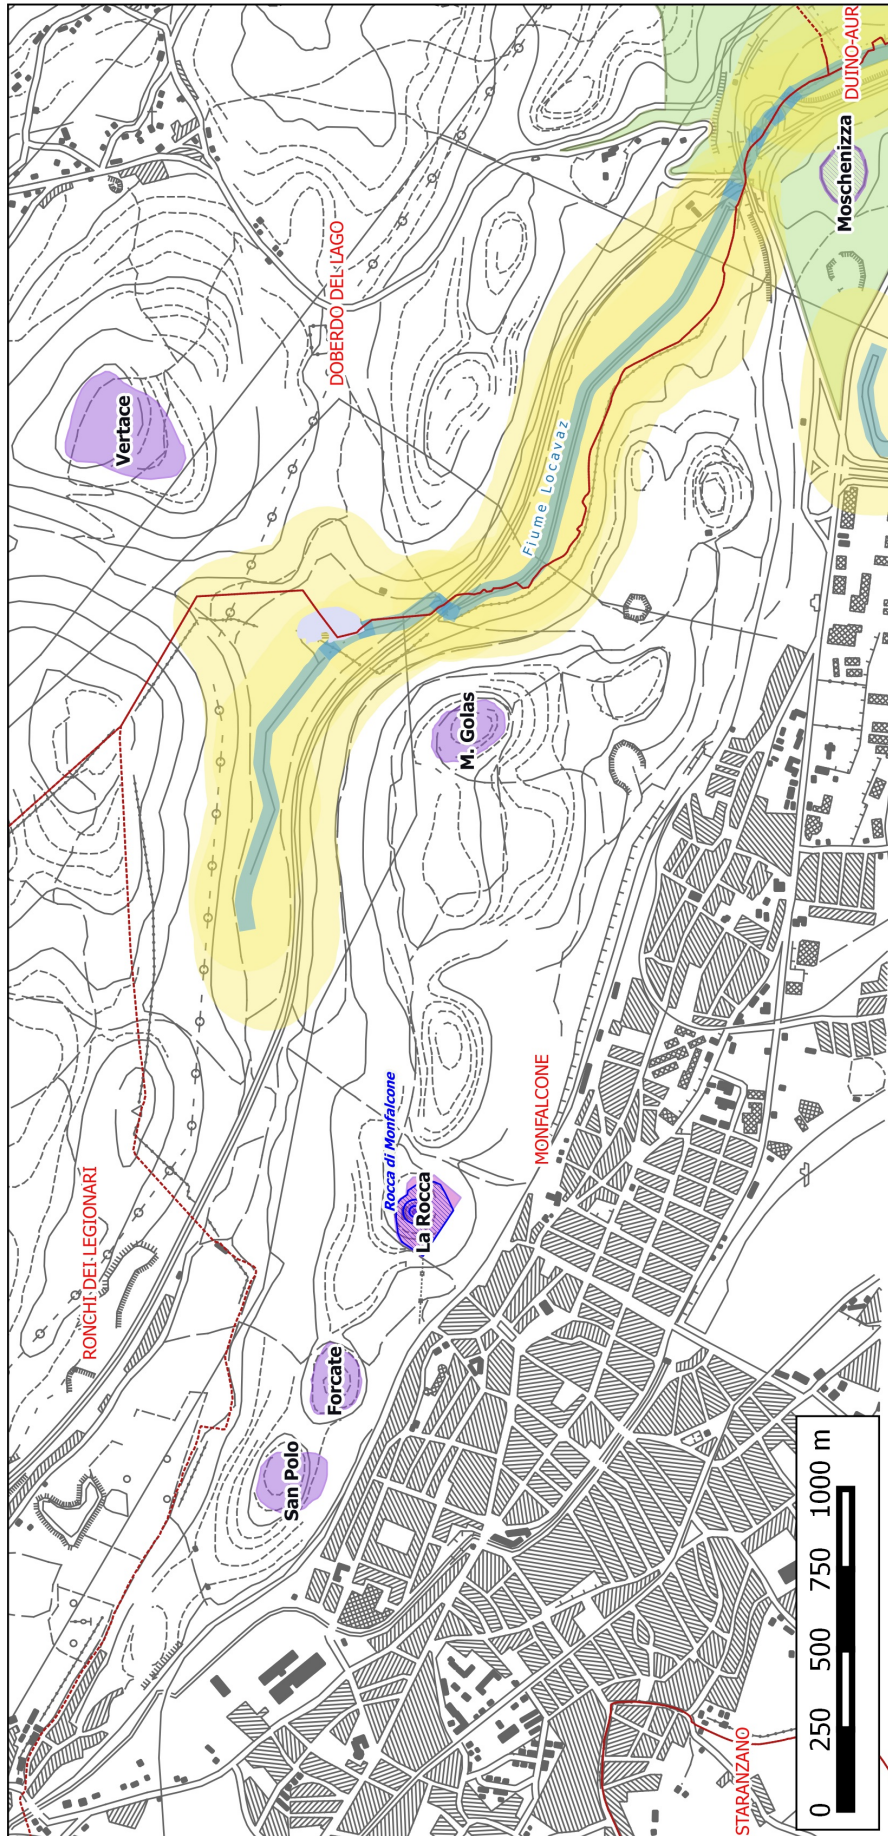 RONCHI DEI LEGIONARI
San Polo
Forcate
Rocca di Monfalcone
La Rocca
MONFALCONE
STARANZANO
Vertace
DOBERDO DEL LAGO
M. Golas
Fiume Locavaz
Moschenizza
DUINO-AUR
0 250 500 750 1000 m